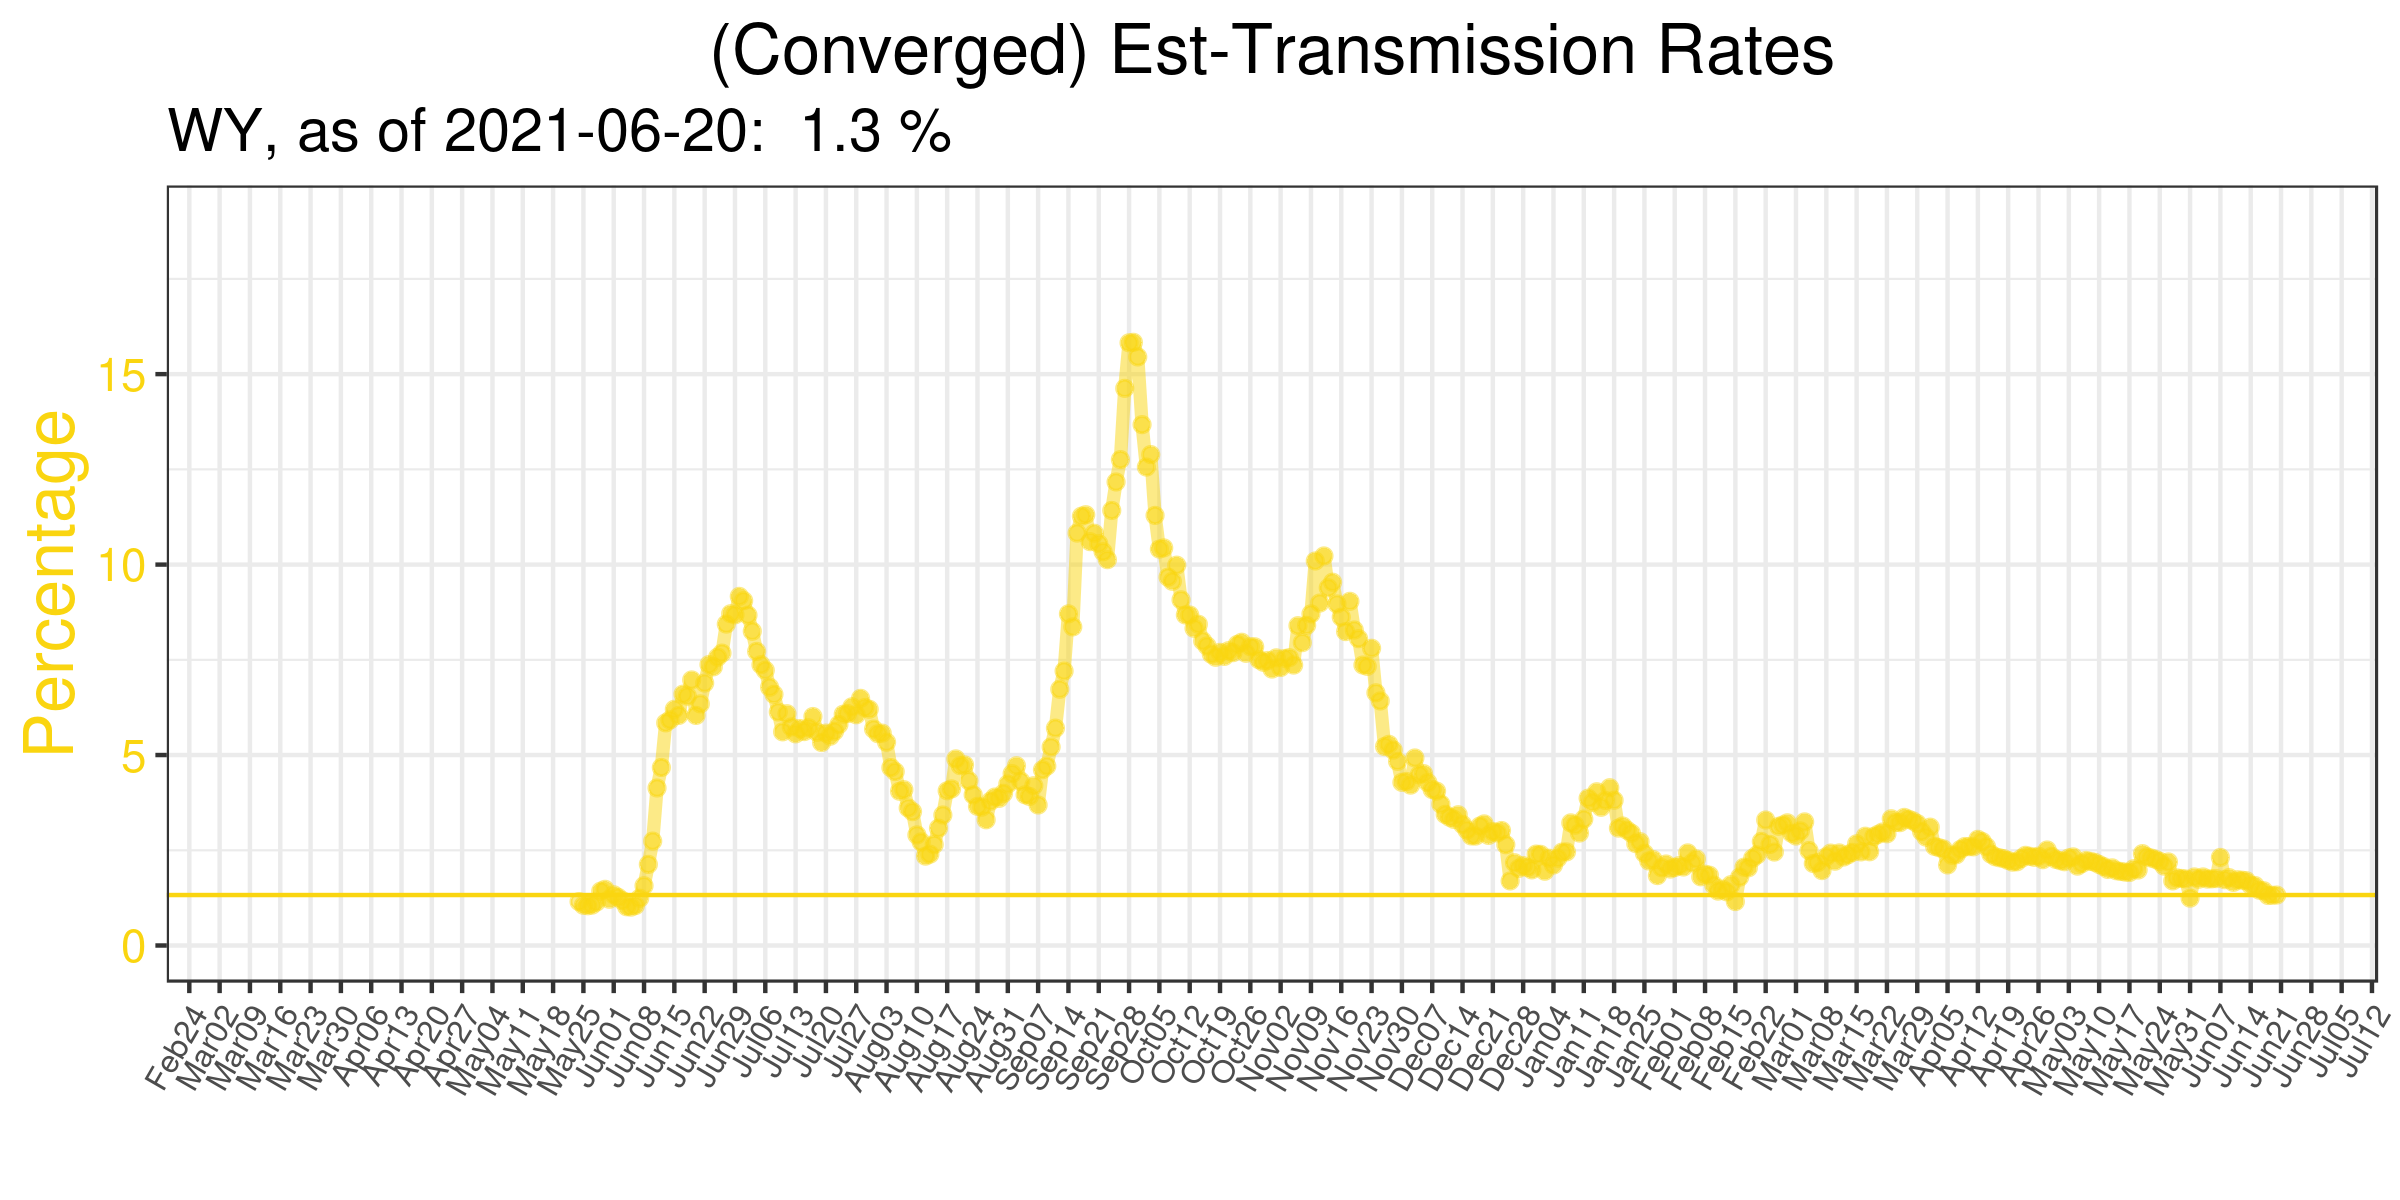 (Converged) Est-Transmission Rates
WY, as of 2021-06-20:  1.3 %
Percentage
15
10
5
0
Feb24
Mar02
Mar09
Mar16
Mar23
Mar30
Apr06
Apr13
Apr20
Apr27
May04
May11
May18
May25
Jun01
Jun08
Jun15
Jun22
Jun29
Jul06
Jul13
Jul20
Jul27
Aug03
Aug10
Aug17
Aug24
Aug31
Sep07
Sep14
Sep21
Sep28
Oct05
Oct12
Oct19
Oct26
Nov02
Nov09
Nov16
Nov23
Nov30
Dec07
Dec14
Dec21
Dec28
Jan04
Jan11
Jan18
Jan25
Feb01
Feb08
Feb15
Feb22
Mar01
Mar08
Mar15
Mar22
Mar29
Apr05
Apr12
Apr19
Apr26
May03
May10
May17
May24
May31
Jun07
Jun14
Jun21
Jun28
Jul05
Jul12